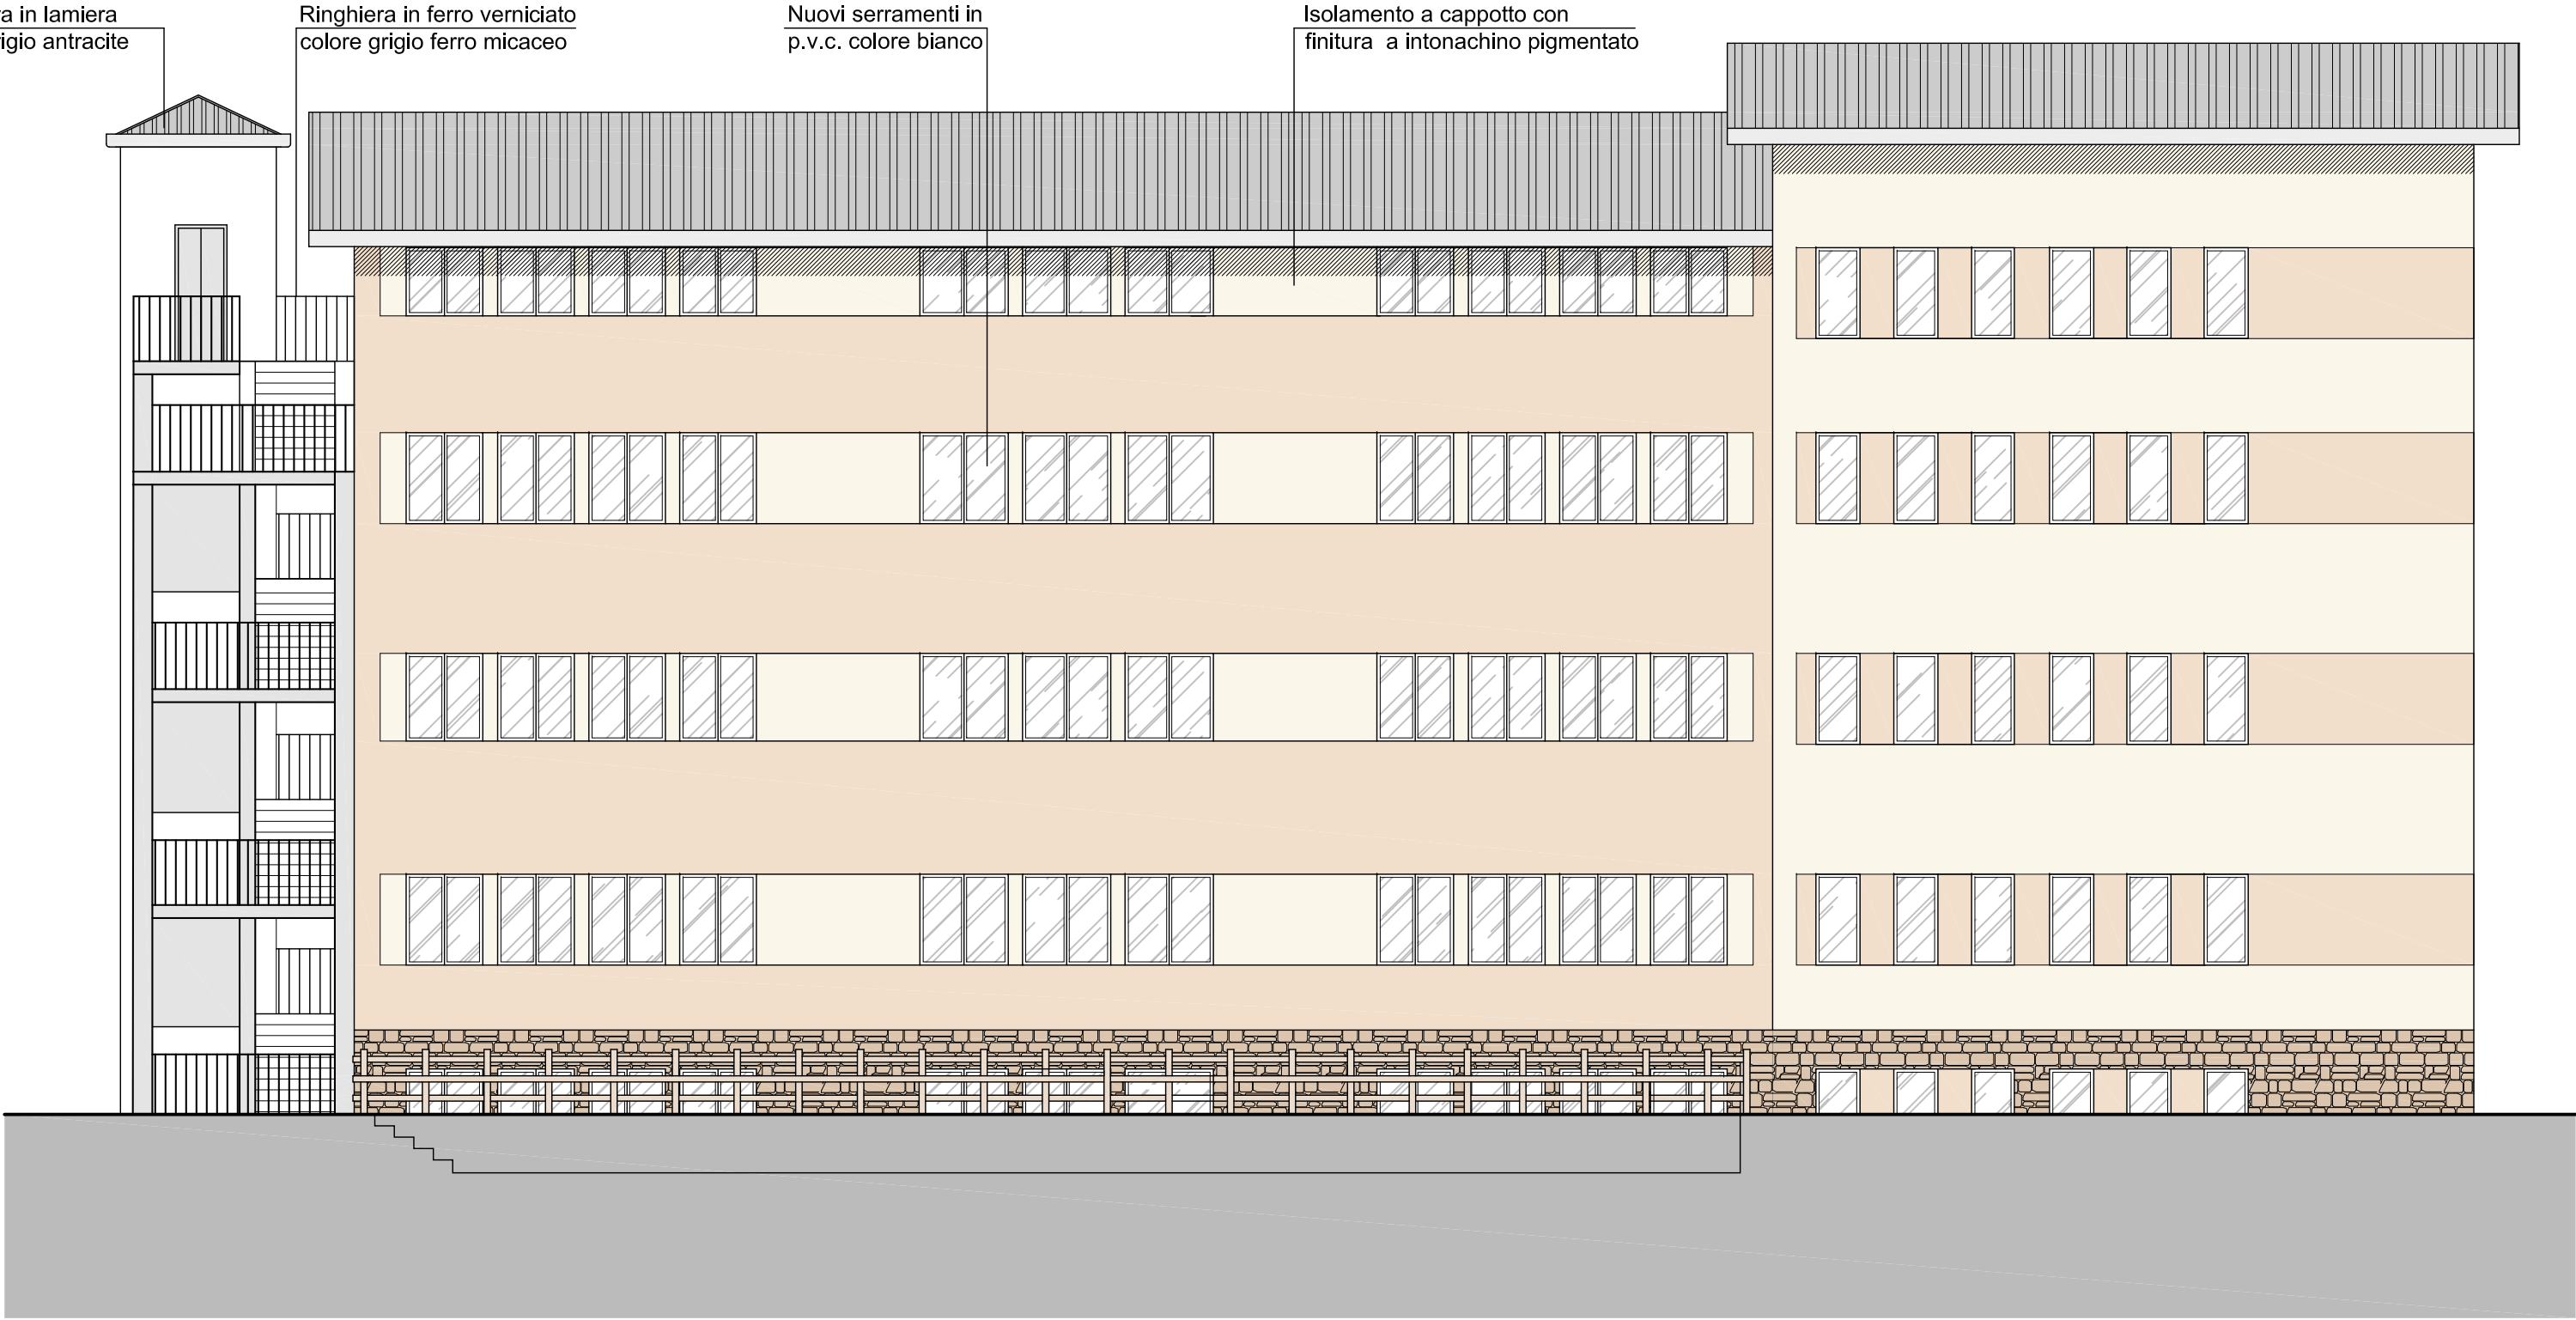 in lamiera
antracite
Ringhiera in ferro verniciato
colore grigio ferro micaceo
Nuovi serramenti in
p.v.c. colore bianco
Isolamento a cappotto con
finitura a intonachino pigmentato